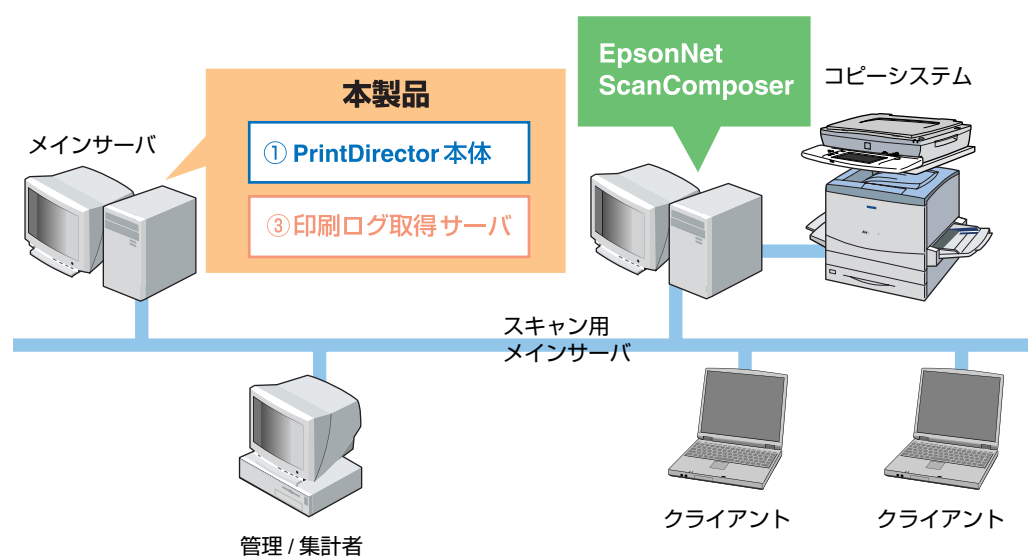 EpsonNet
ScanComposer
コピーシステム
本製品
メインサーバ
① PrintDirector 本体
③印刷ログ取得サーバ
スキャン用
メインサーバ
クライアント
クライアント
管理 / 集計者